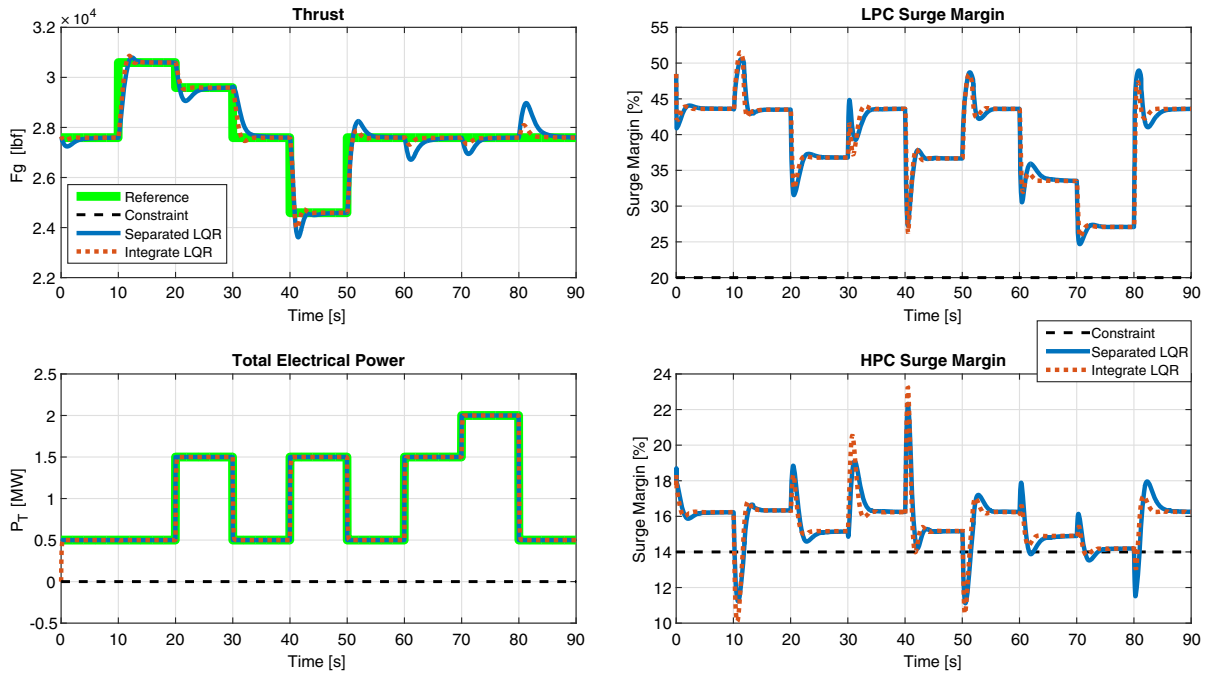 Thrust
× 10⁴
3.2
3
2.8
2.6
2.4
2.2
Fg [lbf]
Reference
Constraint
Separated LQR
Integrate LQR
0 10 20 30 40 50 60 70 80 90
Time [s]
LPC Surge Margin
55
50
45
40
35
30
25
20
Surge Margin [%]
0 10 20 30 40 50 60 70 80 90
Time [s]
Total Electrical Power
2.5
2
1.5
1
0.5
0
-0.5
P_T [MW]
0 10 20 30 40 50 60 70 80 90
Time [s]
Constraint
Separated LQR
Integrate LQR
HPC Surge Margin
24
22
20
18
16
14
12
10
Surge Margin [%]
0 10 20 30 40 50 60 70 80 90
Time [s]